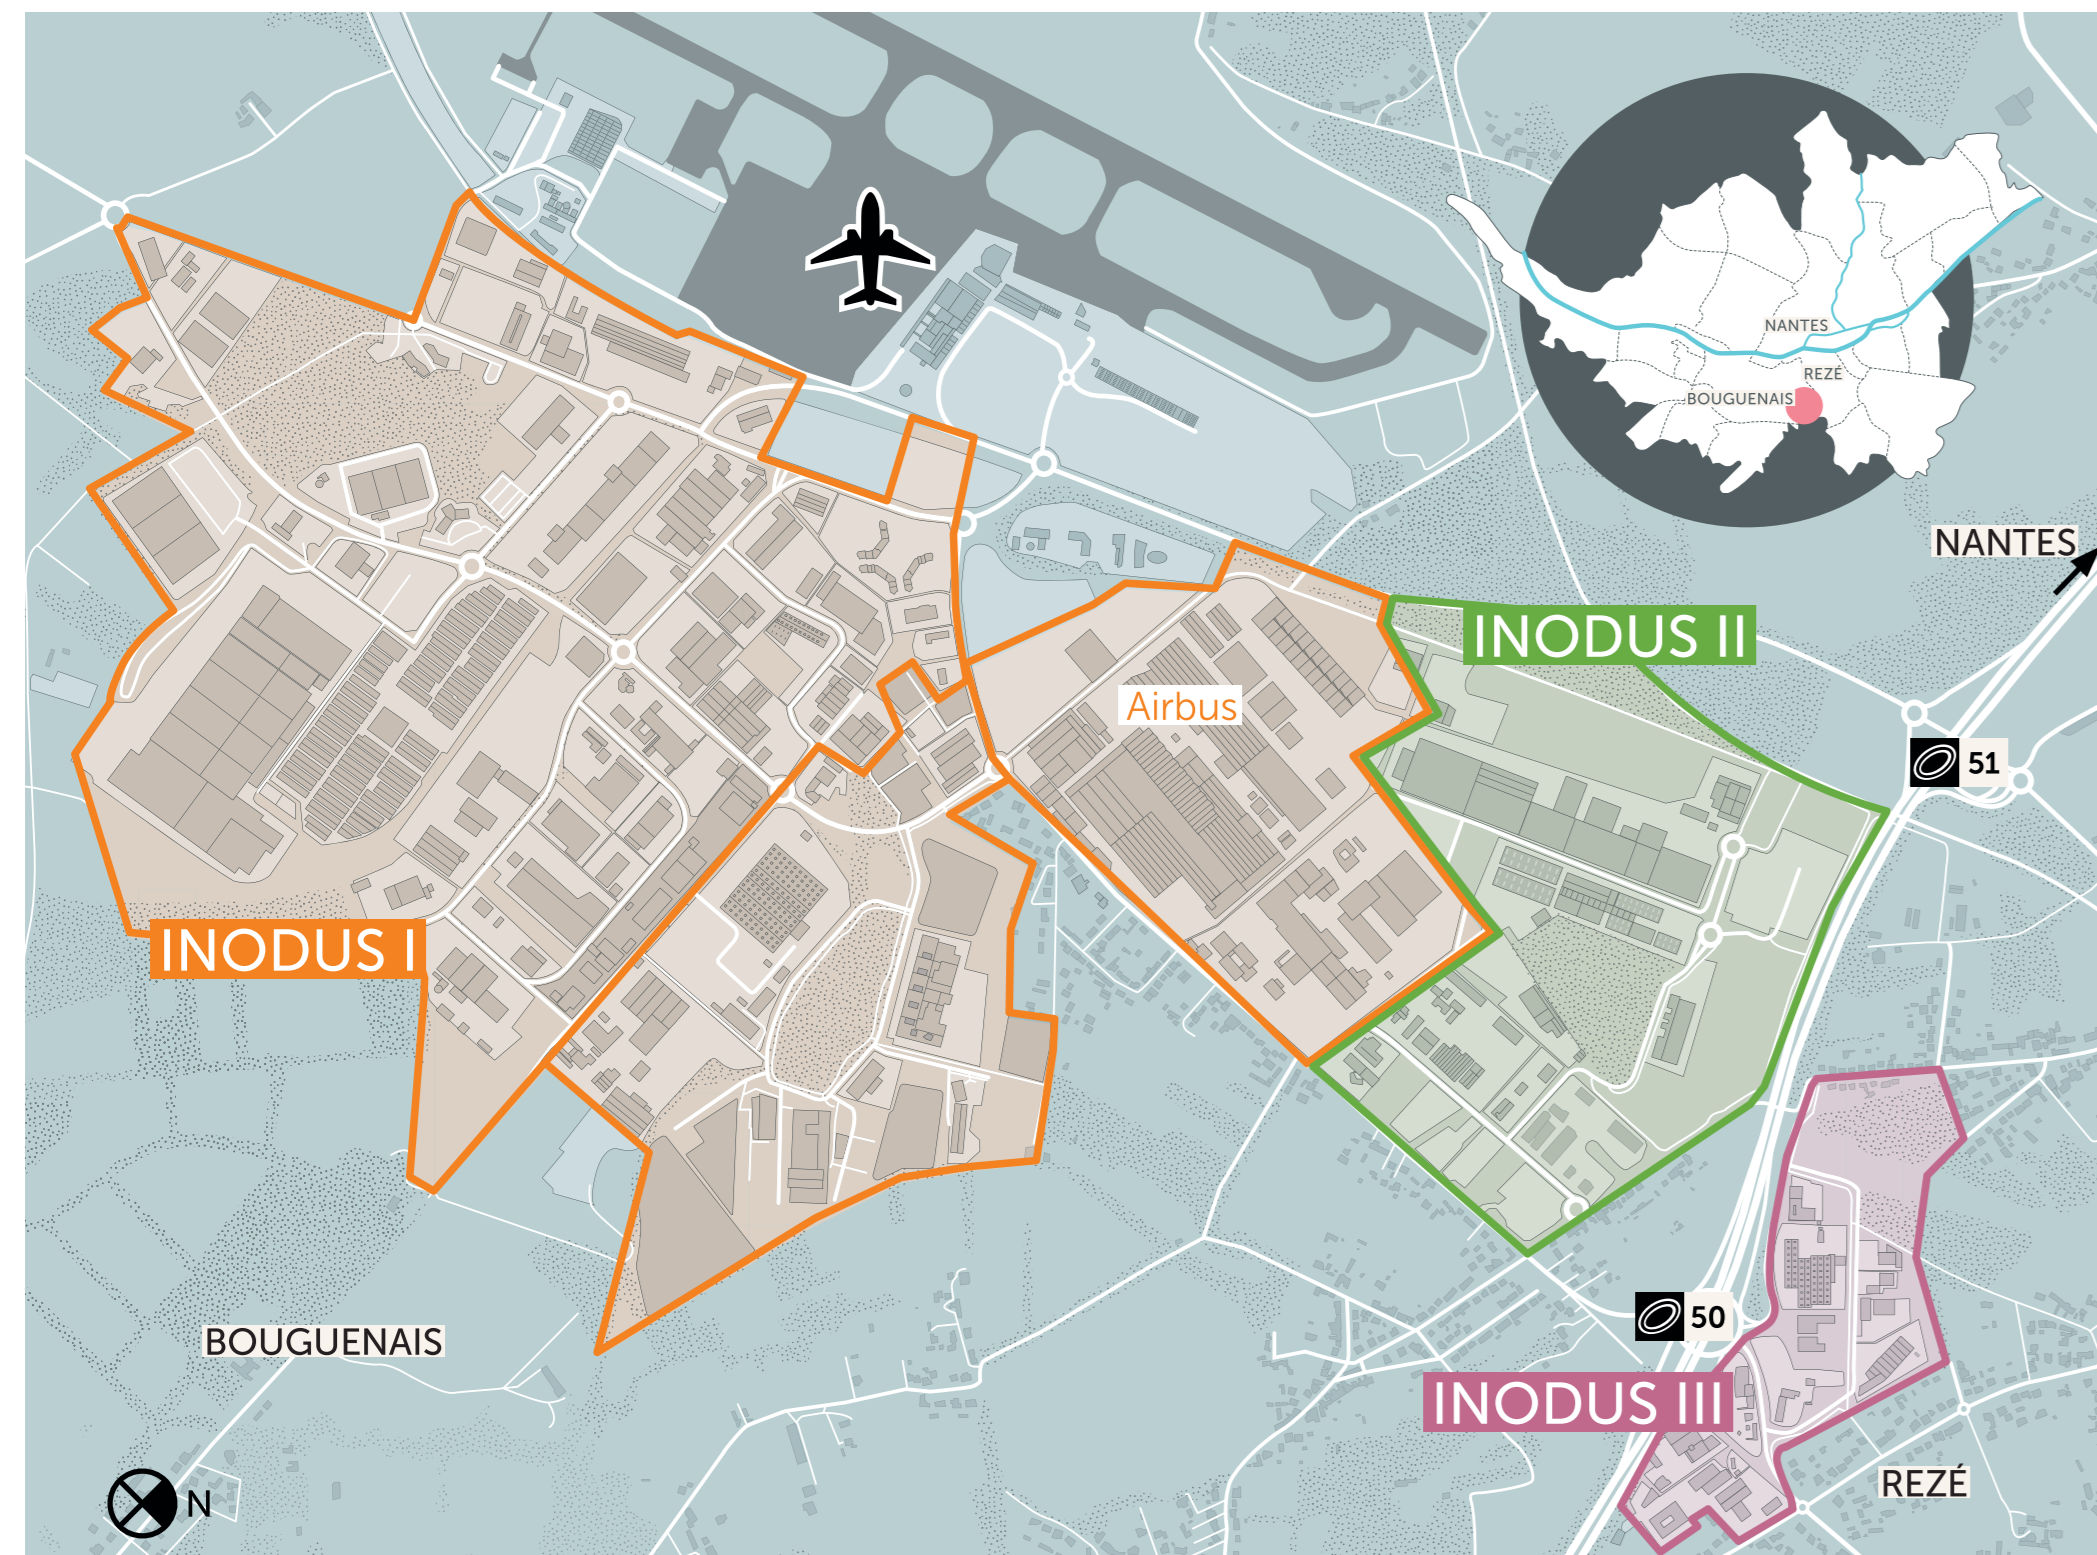 NANTES
REZÉ
BOUGUENAIS
NANTES
INODUS II
Airbus
51
INODUS I
50
BOUGUENAIS
INODUS III
REZÉ
N